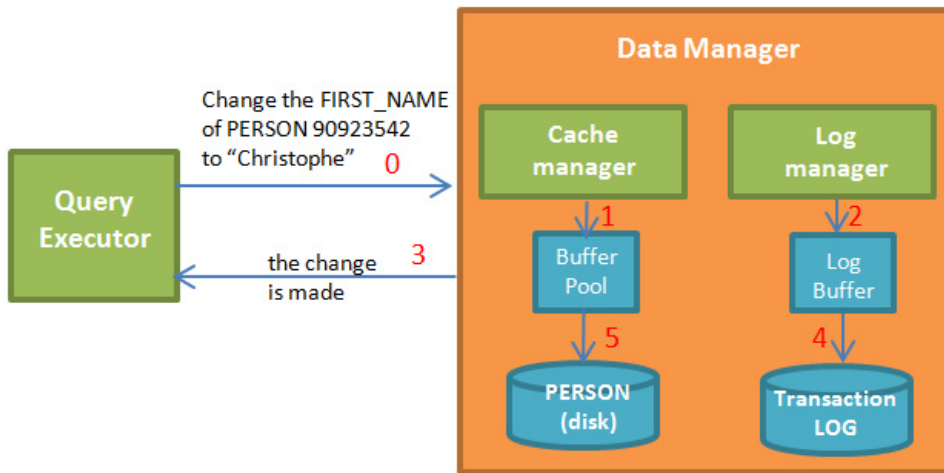 Data Manager
Change the FIRST_NAME
of PERSON 90923542
to “Christophe”
0
Query
Executor
the change
is made
3
Cache
manager
Log
manager
1
2
Buffer
Pool
Log
Buffer
5
4
PERSON
(disk)
Transaction
LOG